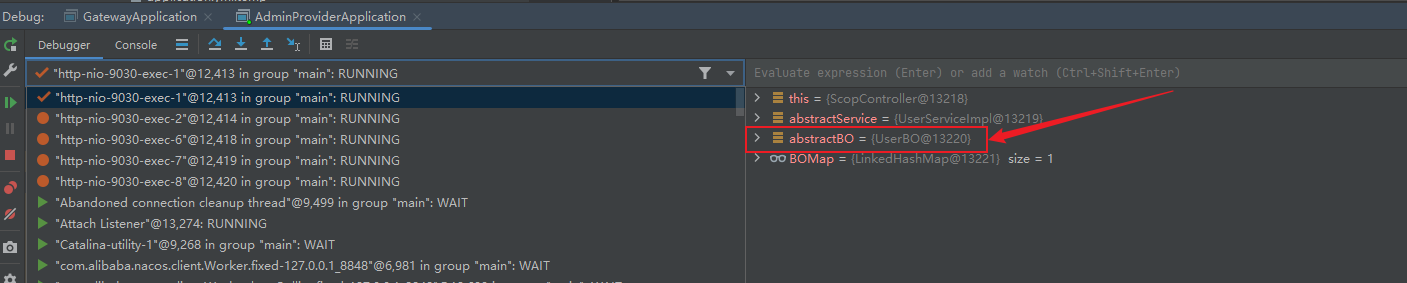 Debug: GatewayApplication × AdminProviderApplication ×
Debugger Console
"http-nio-9030-exec-1"@12,413 in group "main": RUNNING
Evaluate expression (Enter) or add a watch (Ctrl+Shift+Enter)
"http-nio-9030-exec-1"@12,413 in group "main": RUNNING
"http-nio-9030-exec-2"@12,414 in group "main": RUNNING
"http-nio-9030-exec-6"@12,418 in group "main": RUNNING
"http-nio-9030-exec-7"@12,419 in group "main": RUNNING
"http-nio-9030-exec-8"@12,420 in group "main": RUNNING
"Abandoned connection cleanup thread"@9,499 in group "main": WAIT
"Attach Listener"@13,274: RUNNING
"Catalina-utility-1"@9,268 in group "main": WAIT
"com.alibaba.nacos.client.Worker.fixed-127.0.0.1_8848"@6,981 in group "main": WAIT
this = {ScopController@13218}
abstractService = {UserServiceImpl@13219}
abstractBO = {UserBO@13220}
BOMap = {LinkedHashMap@13221} size = 1